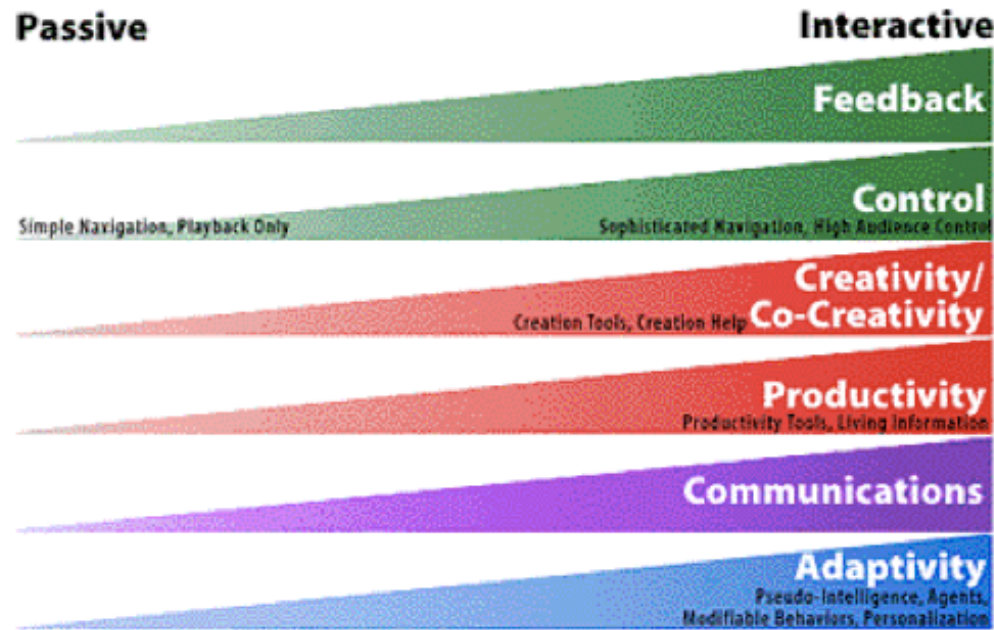 Passive
Interactive
Feedback
Control
Simple Navigation, Playback Only
Sophisticated Navigation, High Audience Control
Creativity/
Co-Creativity
Creation Tools, Creation Help
Productivity
Productivity Tools, Living Information
Communications
Adaptivity
Pseudo-Intelligence, Agents,
Modifiable Behaviors, Personalization